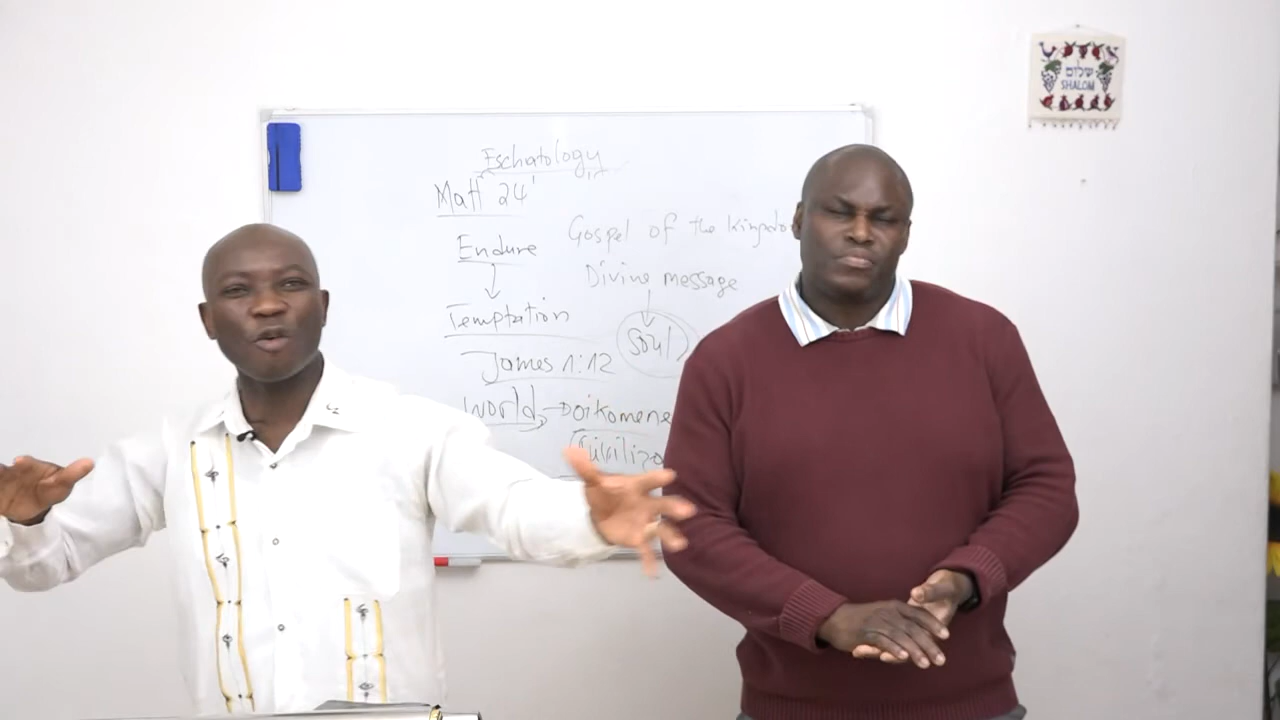 Eschatology
Matt 24
Endure
Gospel of the Kingdo
Divine message
Temptation
Soul
James 1:12
World, → oikomene
שלום
SHALOM